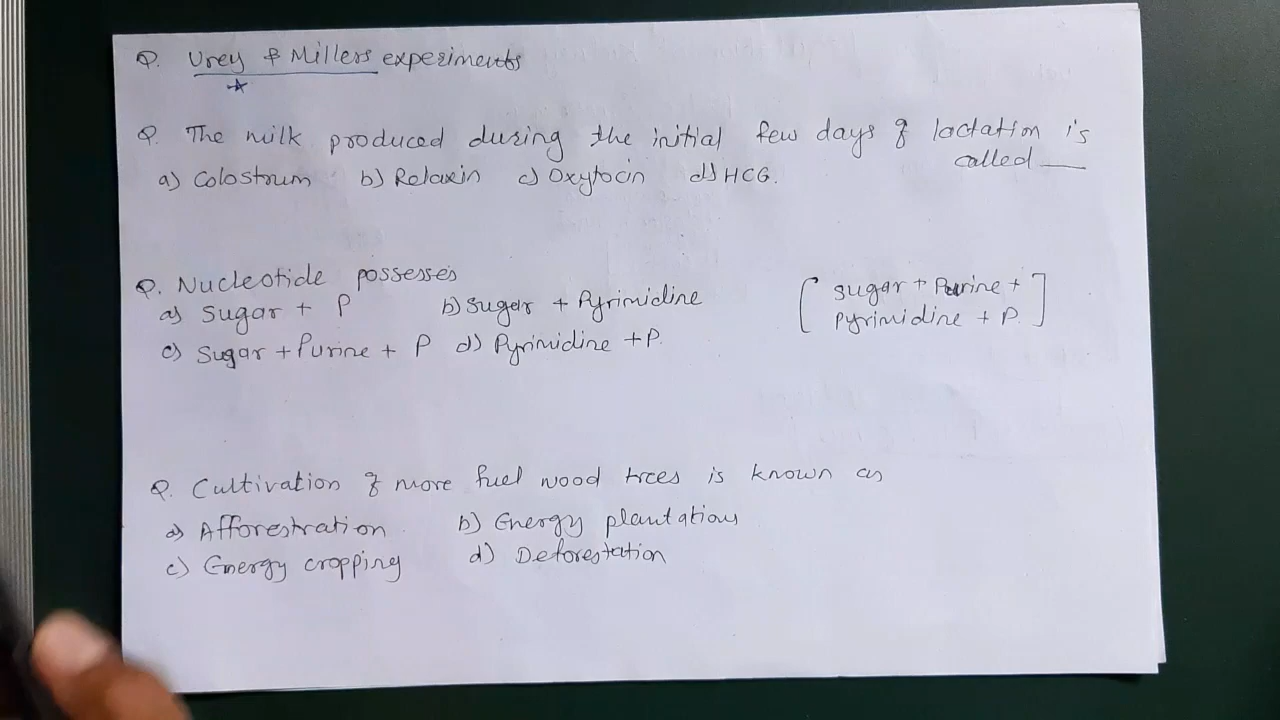 Q. Urey & Millers experiments
Q. The milk produced during the initial few days of lactation is
called ___
a) Colostrum b) Relaxin c) Oxytocin d) HCG.
Q. Nucleotide possesses
a) Sugar + P b) Sugar + Pyrimidine
c) Sugar + Purine + P d) Pyrimidine + P.
[ sugar + Purine +
pyrimidine + P. ]
Q. Cultivation of more fuel wood trees is known as
a) Afforestration b) Energy plantations
c) Energy cropping d) Deforestation